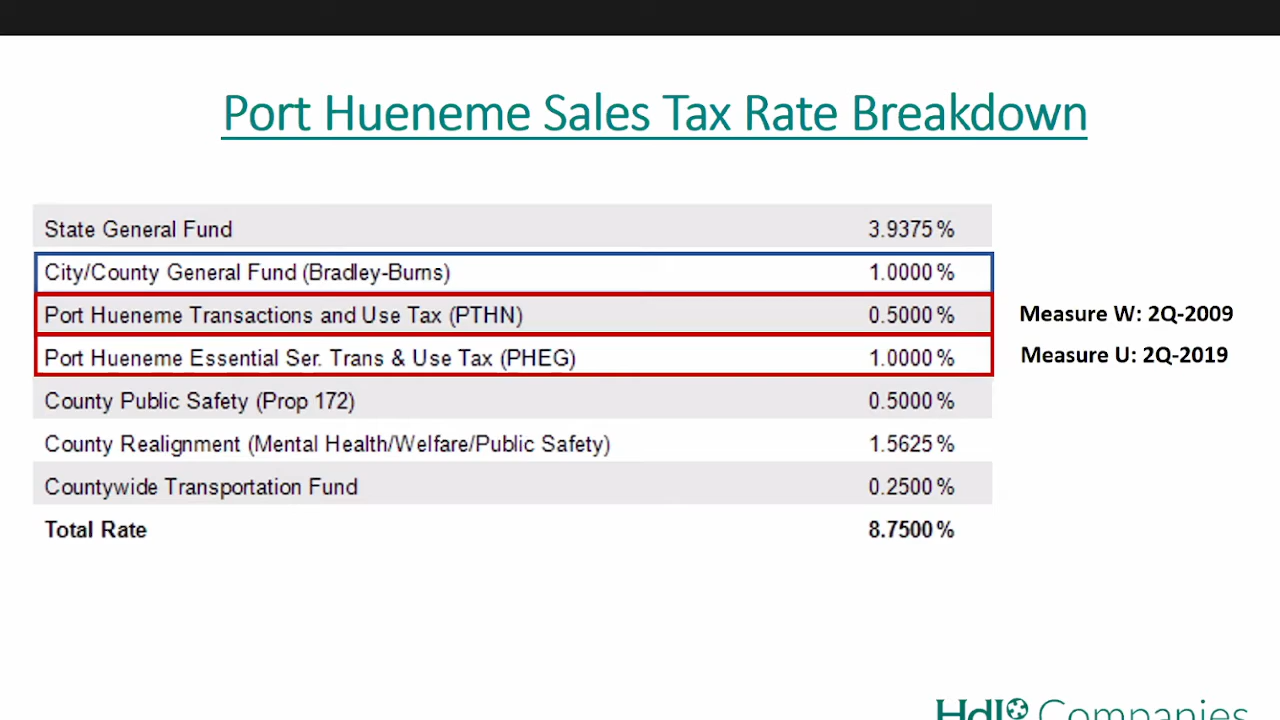 Port Hueneme Sales Tax Rate Breakdown
State General Fund 3.9375 %
City/County General Fund (Bradley-Burns) 1.0000 %
Port Hueneme Transactions and Use Tax (PTHN) 0.5000 % Measure W: 2Q-2009
Port Hueneme Essential Ser. Trans & Use Tax (PHEG) 1.0000 % Measure U: 2Q-2019
County Public Safety (Prop 172) 0.5000 %
County Realignment (Mental Health/Welfare/Public Safety) 1.5625 %
Countywide Transportation Fund 0.2500 %
Total Rate 8.7500 %
HdL Companies